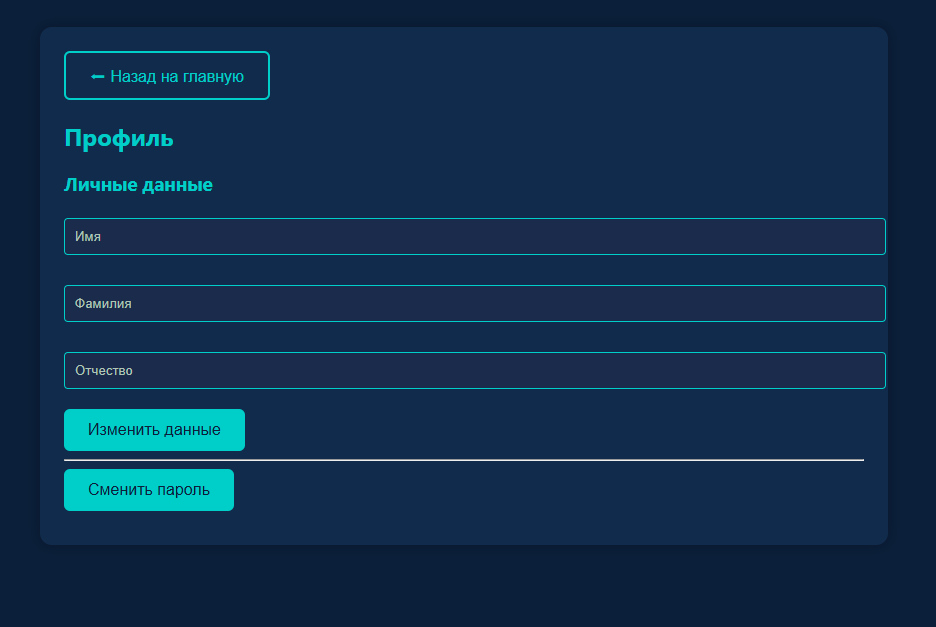 ← Назад на главную
Профиль
Личные данные
Имя
Фамилия
Отчество
Изменить данные
Сменить пароль